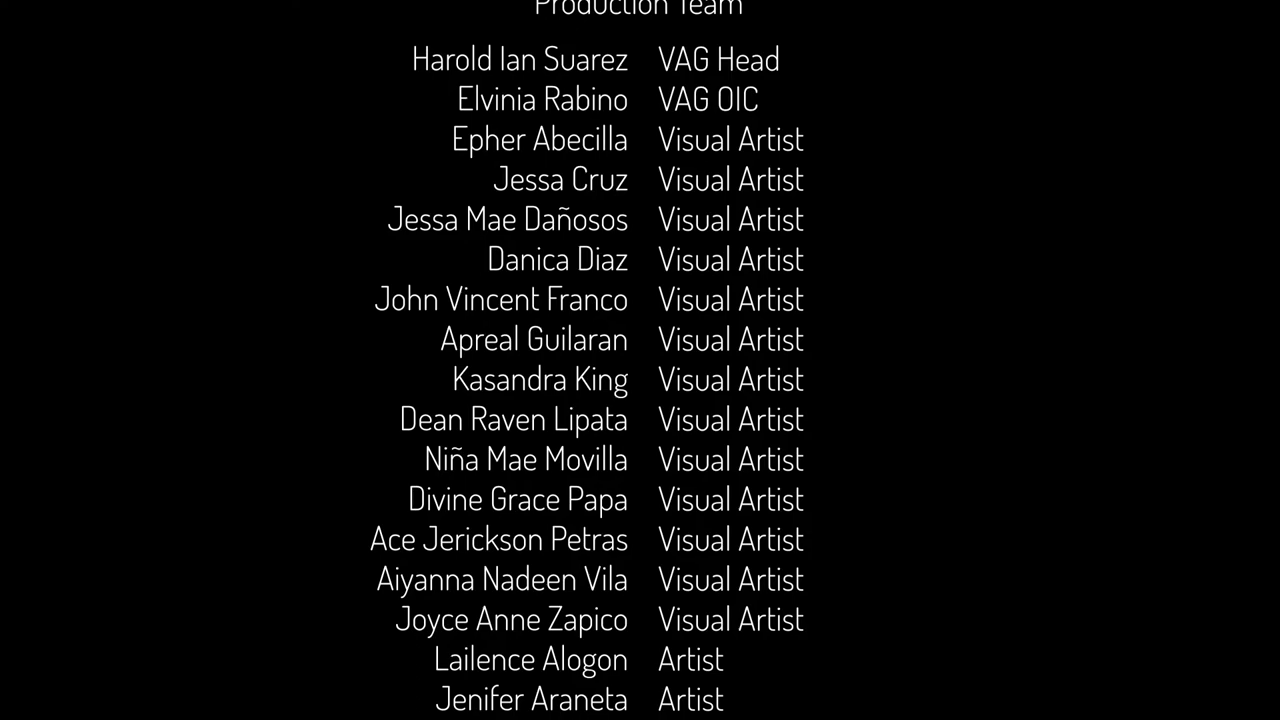 Production Team
Harold Ian Suarez VAG Head
Elvinia Rabino VAG OIC
Epher Abecilla Visual Artist
Jessa Cruz Visual Artist
Jessa Mae Dañosos Visual Artist
Danica Diaz Visual Artist
John Vincent Franco Visual Artist
Apreal Guilaran Visual Artist
Kasandra King Visual Artist
Dean Raven Lipata Visual Artist
Niña Mae Movilla Visual Artist
Divine Grace Papa Visual Artist
Ace Jerickson Petras Visual Artist
Aiyanna Nadeen Vila Visual Artist
Joyce Anne Zapico Visual Artist
Lailence Alogon Artist
Jenifer Araneta Artist